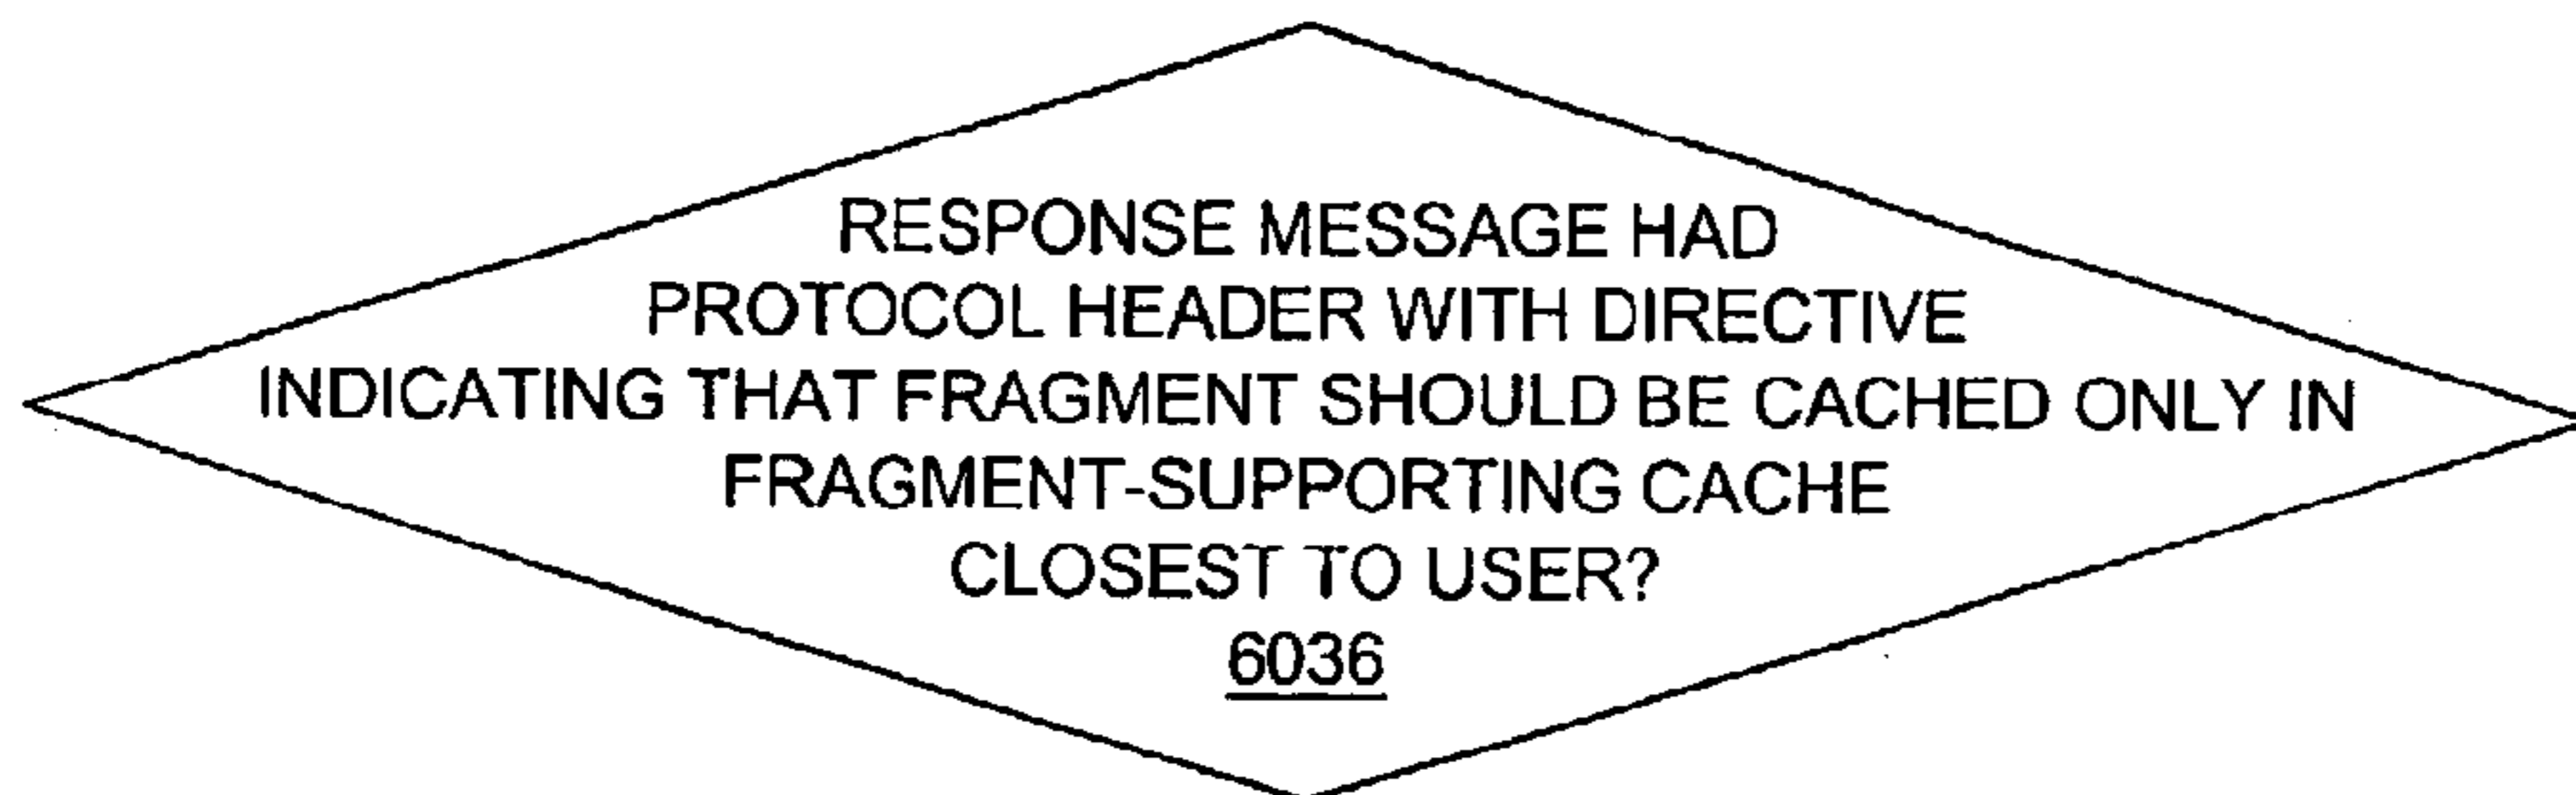 RESPONSE MESSAGE HAD
PROTOCOL HEADER WITH DIRECTIVE
INDICATING THAT FRAGMENT SHOULD BE CACHED ONLY IN
FRAGMENT-SUPPORTING CACHE
CLOSEST TO USER?
6036